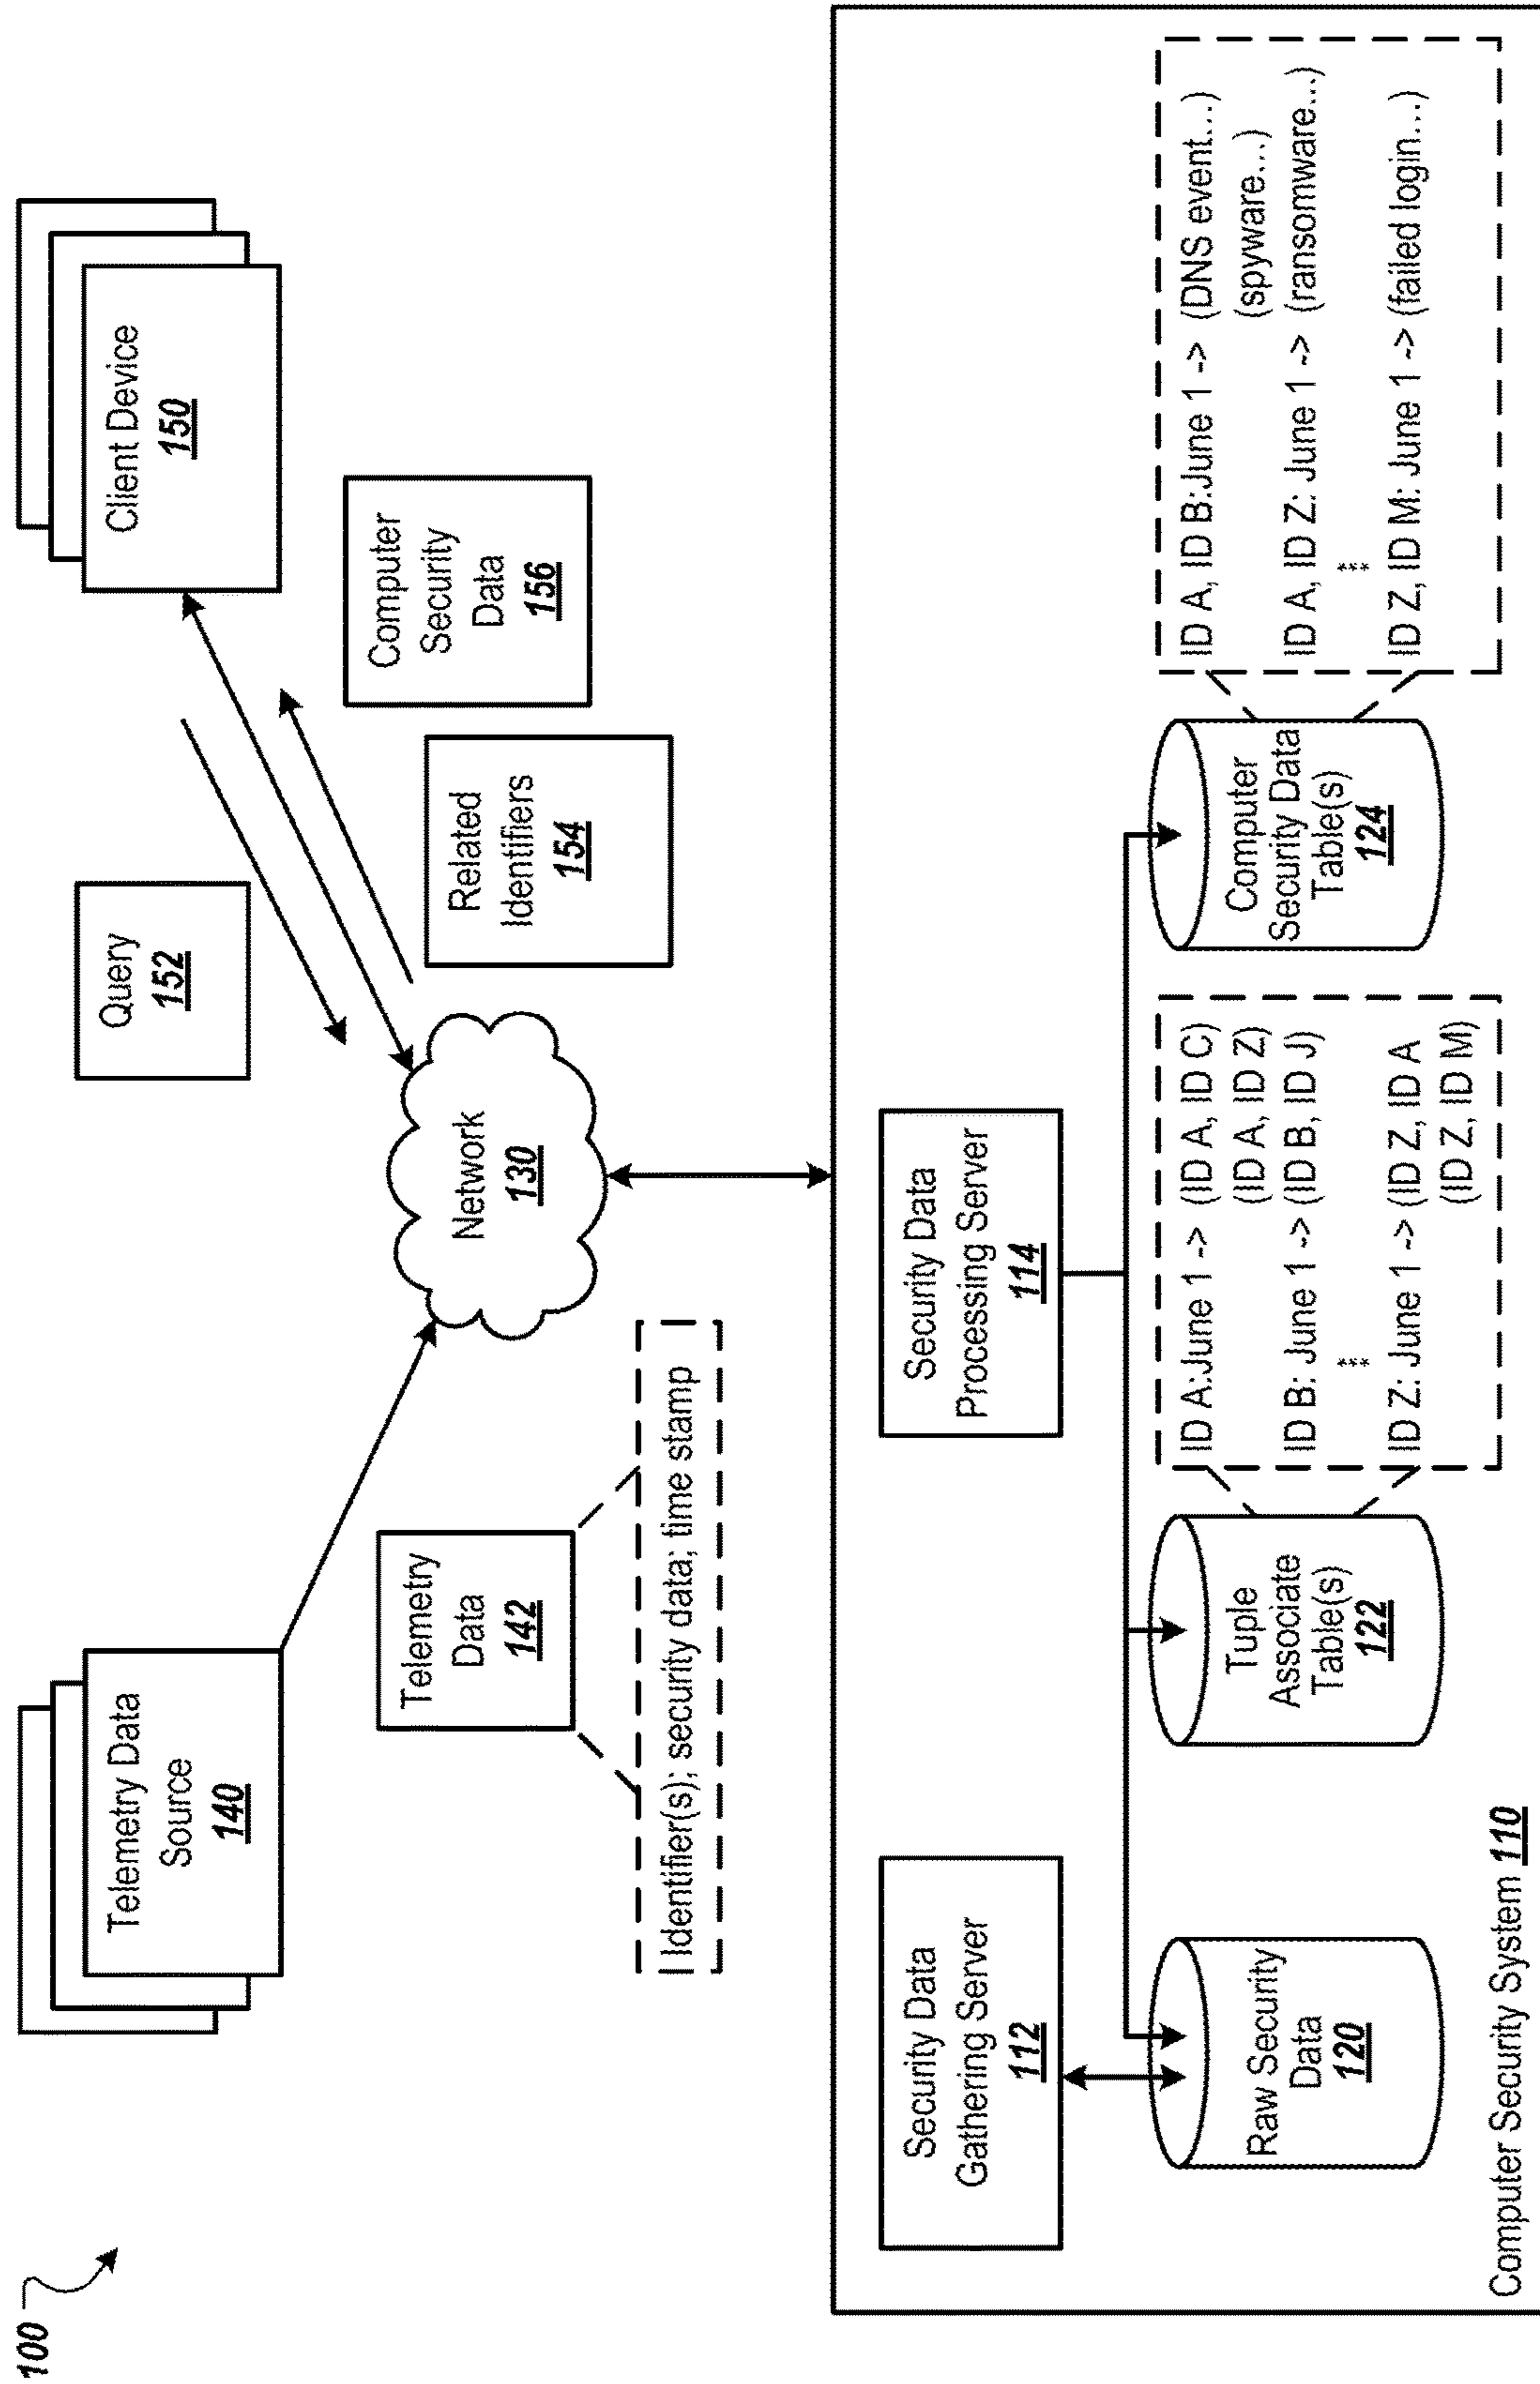 100
Telemetry Data
Source
140
Client Device
150
Query
152
Telemetry
Data
142
Identifier(s); security data; time stamp
Network
130
Related
Identifiers
154
Computer
Security
Data
156
Security Data
Gathering Server
112
Security Data
Processing Server
114
Raw Security
Data
120
Tuple
Associate
Table(s)
122
ID A:June 1 -> (ID A, ID C)
(ID A, ID Z)
ID B: June 1 -> (ID B, ID J)
***
ID Z: June 1 -> (ID Z, ID A
(ID Z, ID M)
Computer
Security Data
Table(s)
124
ID A, ID B:June 1 -> (DNS event...)
(spyware...)
ID A, ID Z: June 1 -> (ransomware...)
***
ID Z, ID M: June 1 -> (failed login...)
Computer Security System 110